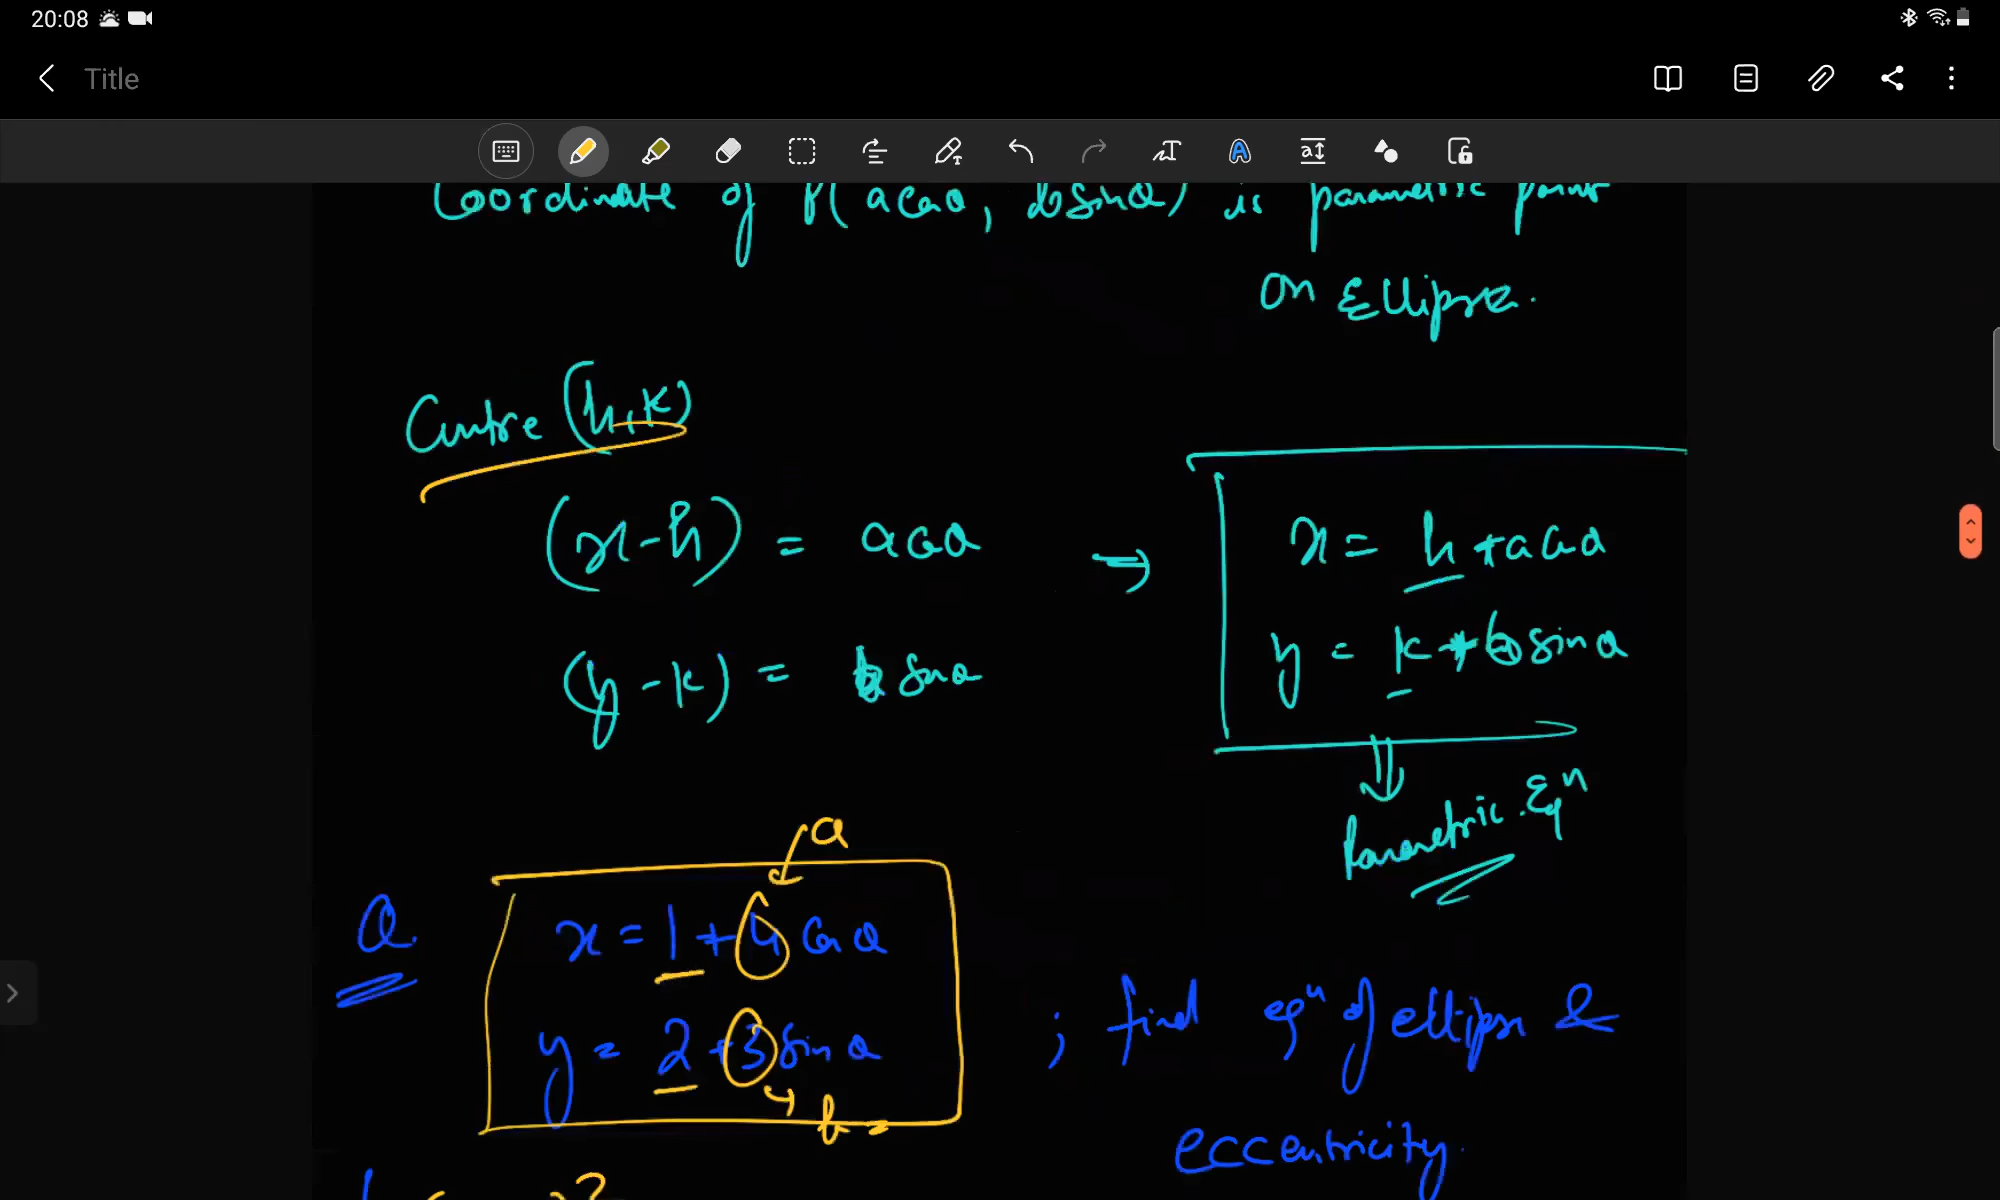 20:08
Title
Coordinate of P(a cos θ, b sin θ) is parametric point
on Ellipse.
Centre (h, k)
(x - h) = a cos θ → x = h + a cos θ
(y - k) = b sin θ
y = k + b sin θ
Parametric. Eqⁿ
a
Q. x = 1 + 4 cos θ
y = 2 + 3 sin θ ; find eqⁿ of ellipse &
b =
eccentricity.